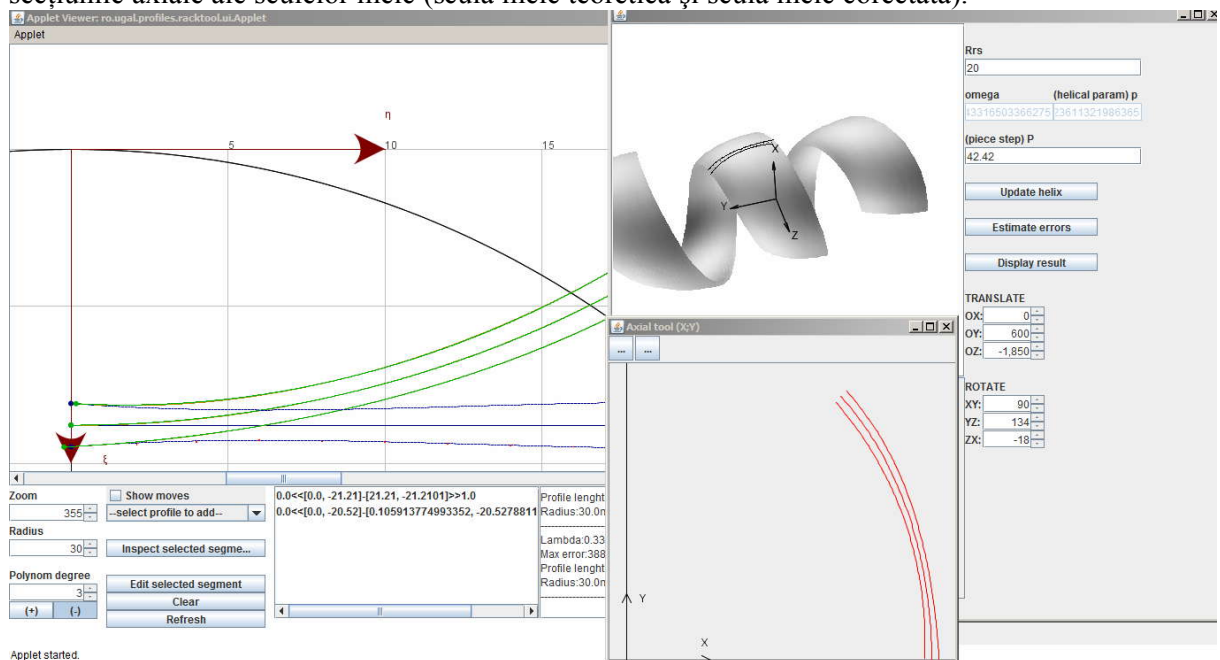 secțiunile axiale ale sculelor melc (scula melc teoretică și scula melc corectată).
Applet Viewer: ro.ugal.profiles.racktool.ui.Applet
Applet
η
5
10
15
ξ
Zoom
355
Show moves
--select profile to add--
Radius
30
Inspect selected segme...
Polynom degree
3
(+) (-)
Edit selected segment
Clear
Refresh
0.0<<[0.0, -21.21]-[21.21, -21.2101]>>1.0
0.0<<[0.0, -20.52]-[0.105913774993352, -20.5278811
Profile lenght
Radius:30.0
Lambda:0.33
Max error:388
Profile lenght
Radius:30.0
Applet started.
X
Y
Z
Axial tool (X;Y)
... ...
Y
X
Rrs
20
omega (helical param) p
33316503366275 23611321986365
(piece step) P
42.42
Update helix
Estimate errors
Display result
TRANSLATE
OX: 0
OY: 600
OZ: -1,850
ROTATE
XY: 90
YZ: 134
ZX: -18